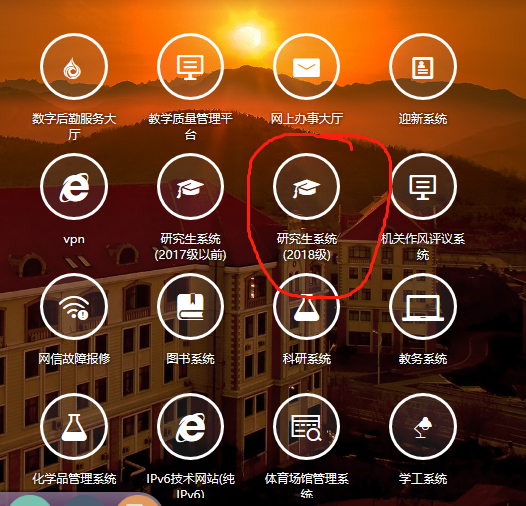 数字后勤服务大
厅
教学质量管理平
台
网上办事大厅
迎新系统
vpn
研究生系统
(2017级以前)
研究生系统
(2018级)
机关作风评议系
统
网信故障报修
图书系统
科研系统
教务系统
化学品管理系统
IPv6技术网站(纯
IPv6)
体育场馆管理系
统
学工系统